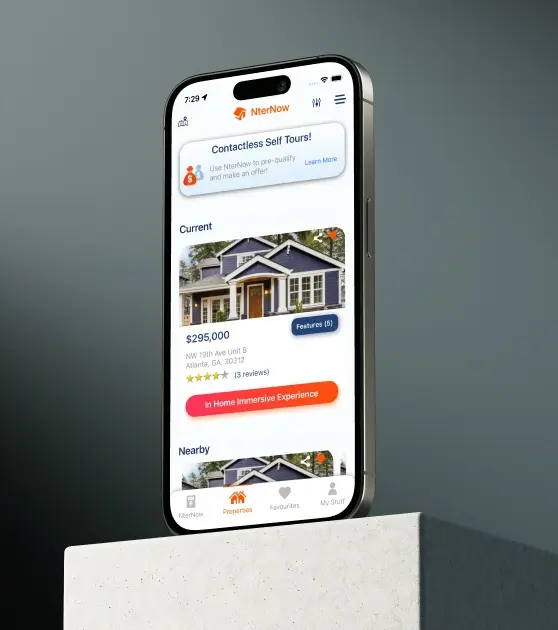 7:29
NterNow
Contactless Self Tours!
Use NterNow to pre-qualify
and make an offer!
Learn More
Current
$295,000
Features (5)
NW 19th Ave Unit B
Atlanta, GA, 30312
(3 reviews)
In Home Immersive Experience
Nearby
NterNow
Properties
Favourites
My Stuff